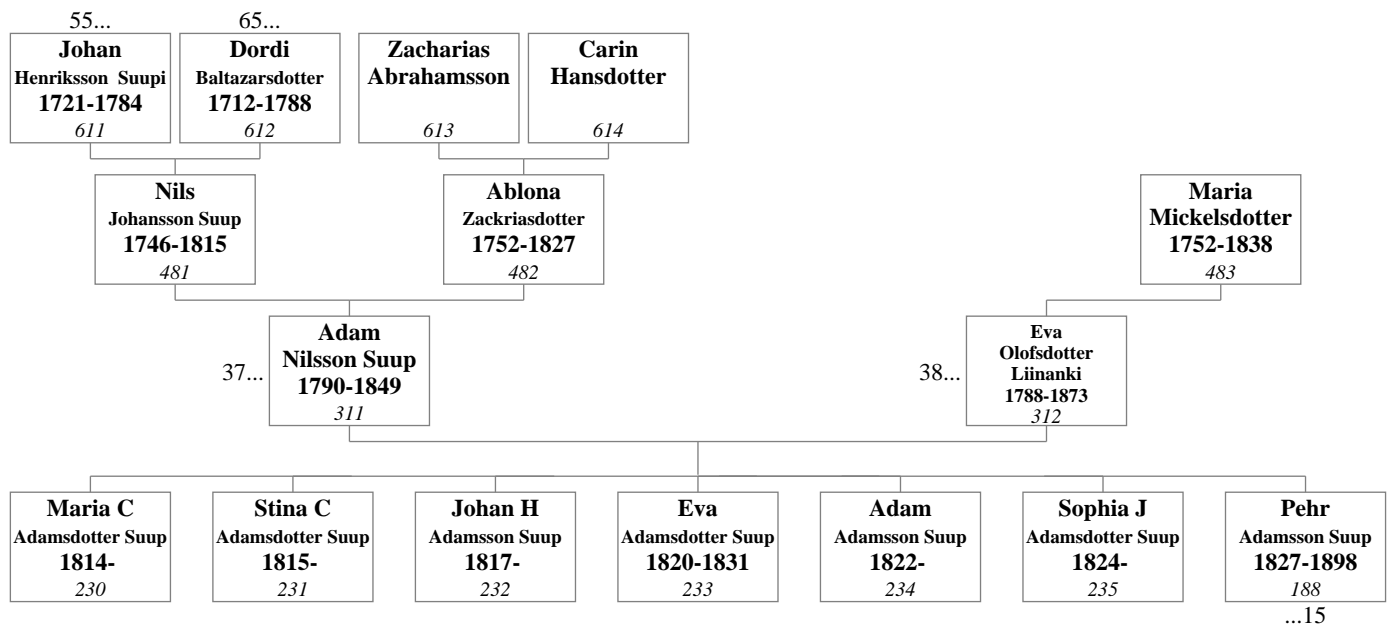 55...
65...
Johan
Henriksson Suupi
1721-1784
611
Dordi
Baltazarsdotter
1712-1788
612
Zacharias
Abrahamsson
613
Carin
Hansdotter
614
Nils
Johansson Suup
1746-1815
481
Ablona
Zackriasdotter
1752-1827
482
Maria
Mickelsdotter
1752-1838
483
37...
Adam
Nilsson Suup
1790-1849
311
38...
Eva
Olofsdotter
Liinanki
1788-1873
312
Maria C
Adamsdotter Suup
1814-
230
Stina C
Adamsdotter Suup
1815-
231
Johan H
Adamsson Suup
1817-
232
Eva
Adamsdotter Suup
1820-1831
233
Adam
Adamsson Suup
1822-
234
Sophia J
Adamsdotter Suup
1824-
235
Pehr
Adamsson Suup
1827-1898
188
...15